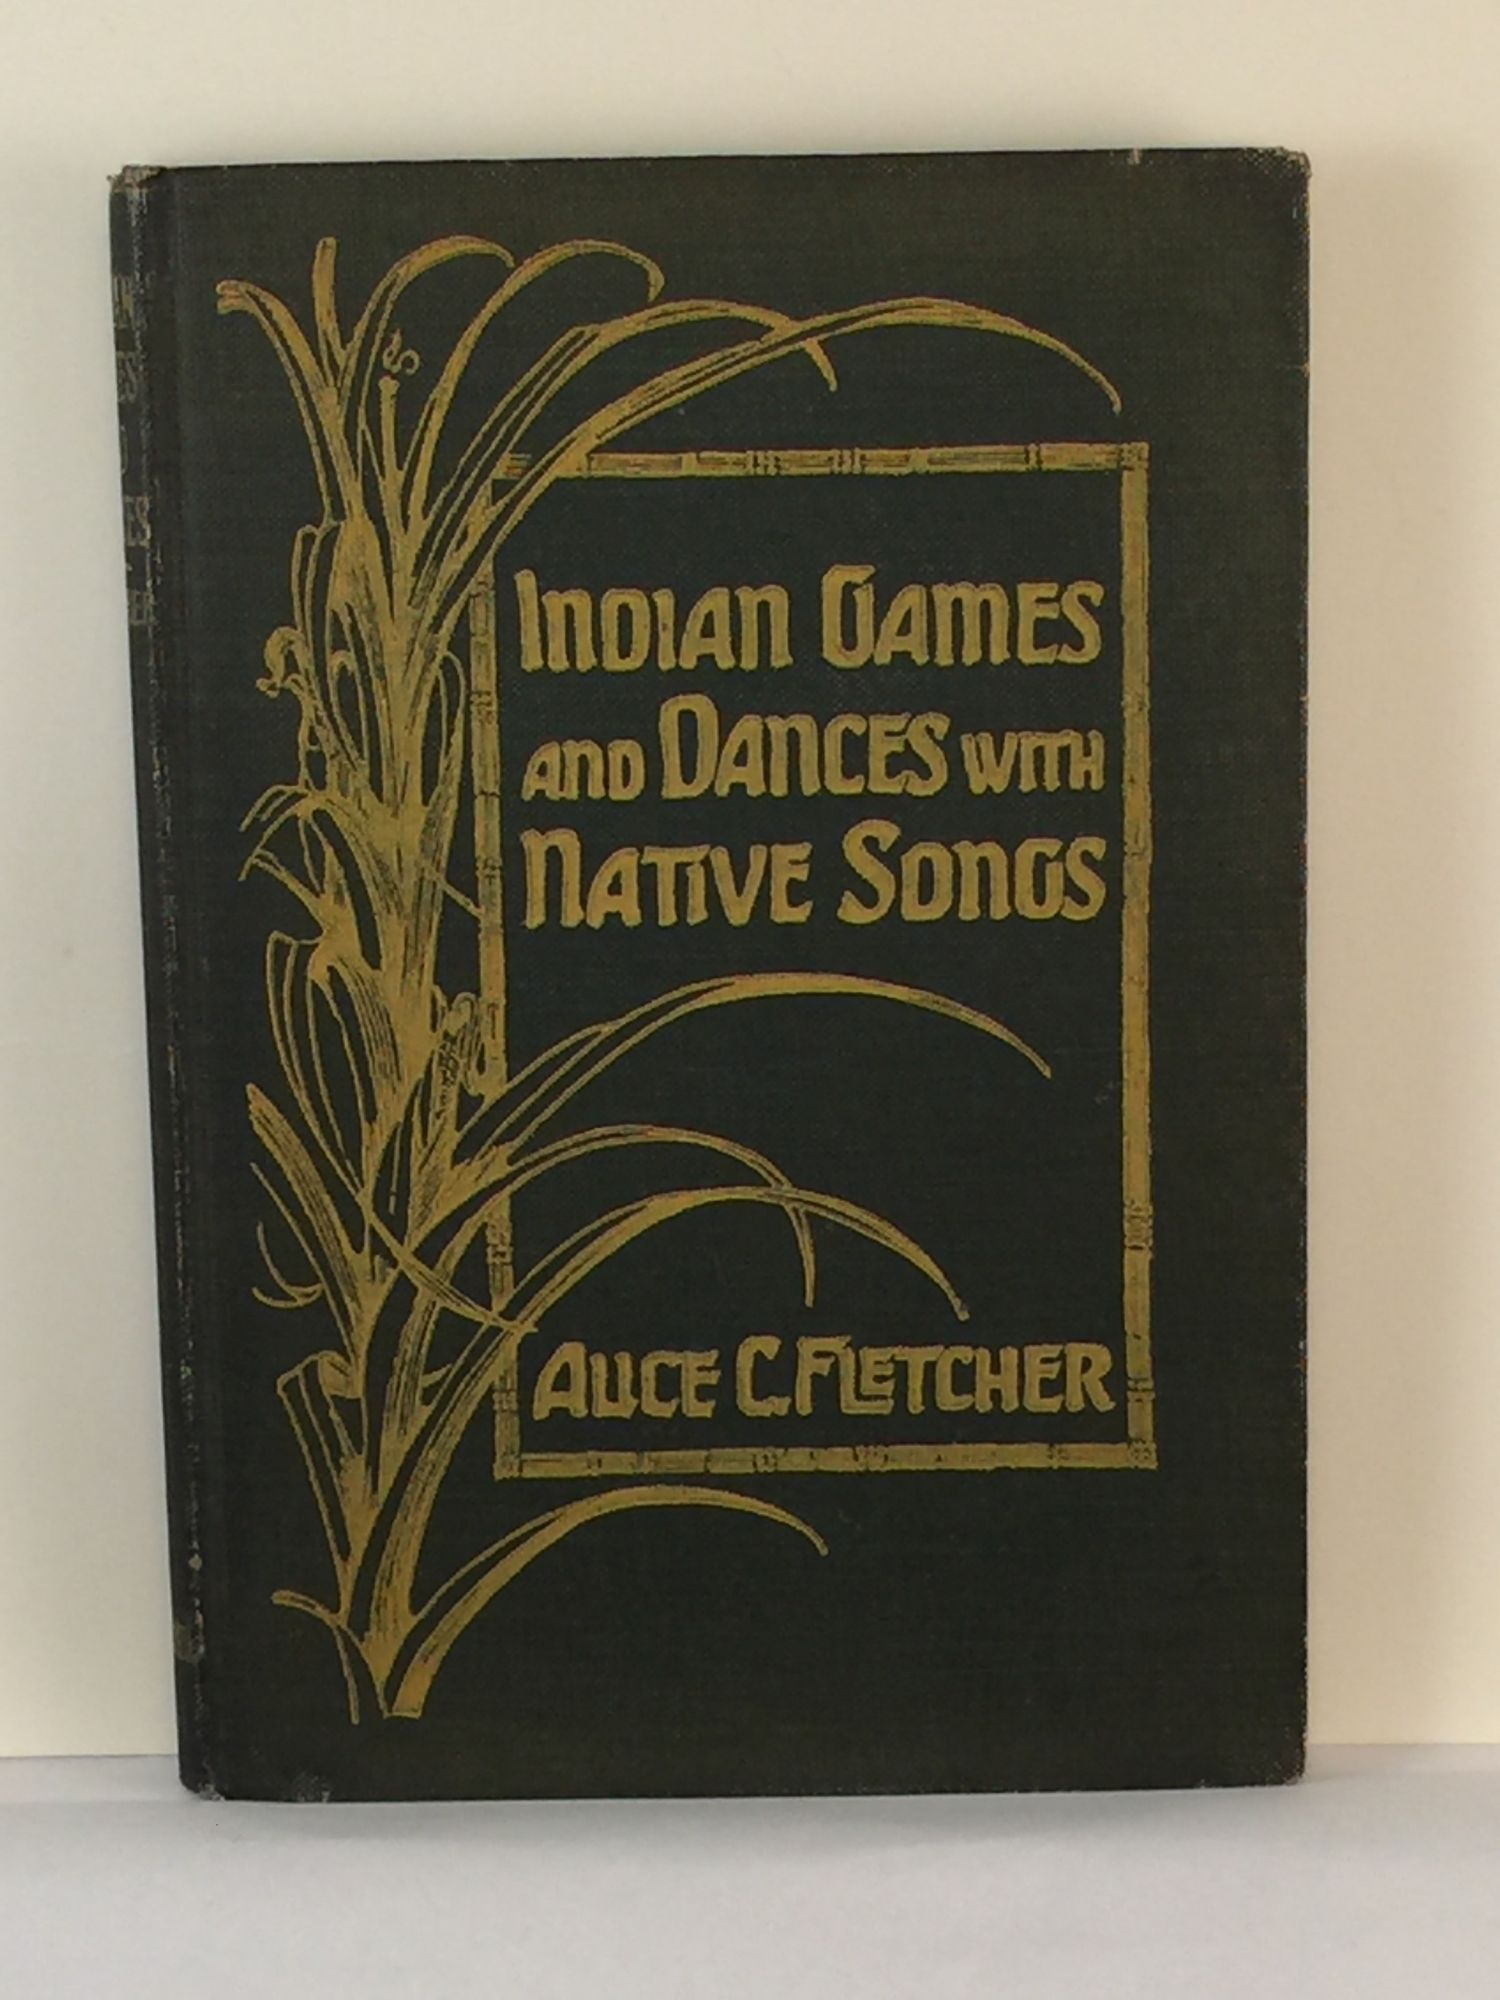 INDIAN GAMES
AND DANCES WITH
NATIVE SONGS
ALICE C. FLETCHER